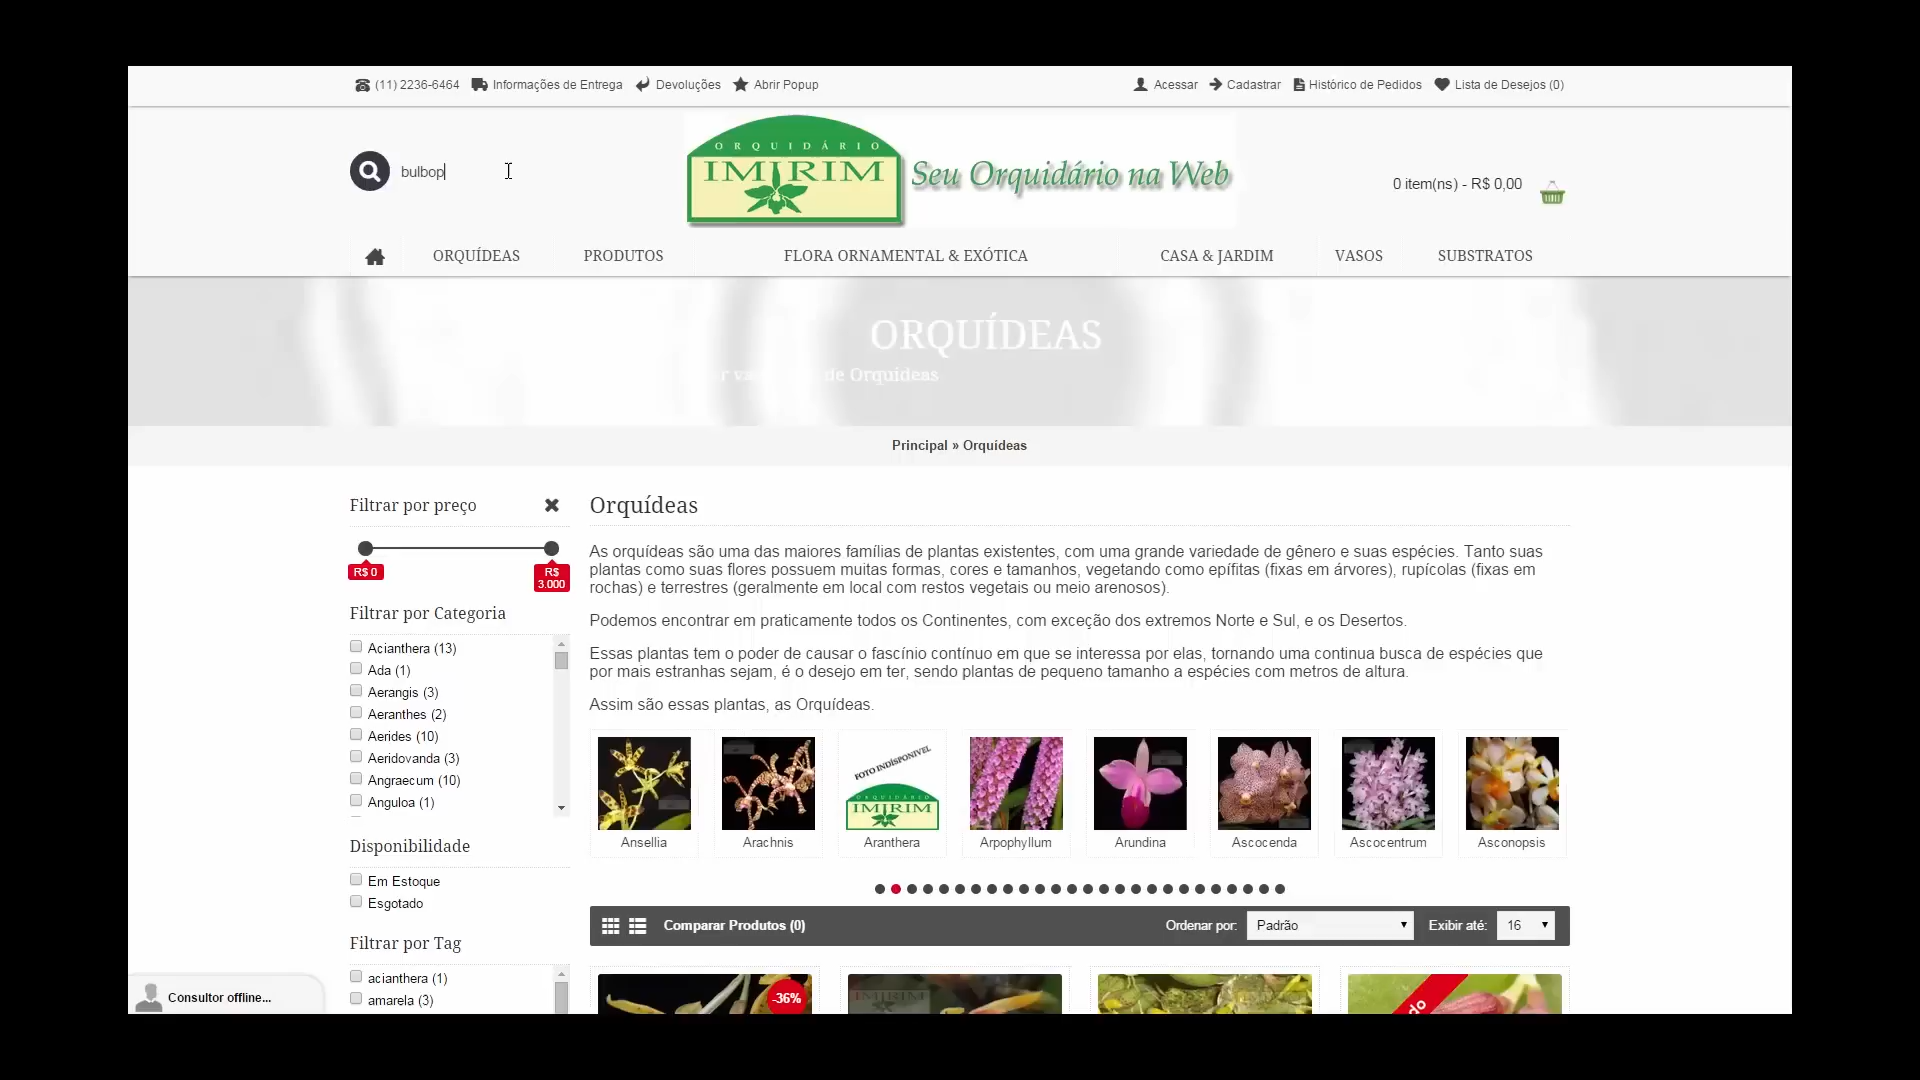 (11) 2236-6464 Informações de Entrega Devoluções Abrir Popup Acessar Cadastrar Histórico de Pedidos Lista de Desejos (0)
bulbop
ORQUIDÁRIO
IMIRIM
Seu Orquidário na Web
0 item(ns) - R$ 0,00
ORQUÍDEAS PRODUTOS FLORA ORNAMENTAL & EXÓTICA CASA & JARDIM VASOS SUBSTRATOS
ORQUÍDEAS
de Orquídeas
Principal » Orquídeas
Filtrar por preço
R$ 0
R$
3.000
Filtrar por Categoria
Acianthera (13)
Ada (1)
Aerangis (3)
Aeranthes (2)
Aerides (10)
Aeridovanda (3)
Angraecum (10)
Anguloa (1)
Disponibilidade
Em Estoque
Esgotado
Filtrar por Tag
acianthera (1)
amarela (3)
Consultor offline...
Orquídeas
As orquídeas são uma das maiores famílias de plantas existentes, com uma grande variedade de gênero e suas espécies. Tanto suas
plantas como suas flores possuem muitas formas, cores e tamanhos, vegetando como epífitas (fixas em árvores), rupícolas (fixas em
rochas) e terrestres (geralmente em local com restos vegetais ou meio arenosos).
Podemos encontrar em praticamente todos os Continentes, com exceção dos extremos Norte e Sul, e os Desertos.
Essas plantas tem o poder de causar o fascínio contínuo em que se interessa por elas, tornando uma continua busca de espécies que
por mais estranhas sejam, é o desejo em ter, sendo plantas de pequeno tamanho a espécies com metros de altura.
Assim são essas plantas, as Orquídeas.
FOTO INDISPONIVEL
ORQUIDÁRIO
IMIRIM
Ansellia Arachnis Aranthera Arpophyllum Arundina Ascocenda Ascocentrum Asconopsis
Comparar Produtos (0) Ordenar por: Padrão Exibir até: 16
-36%